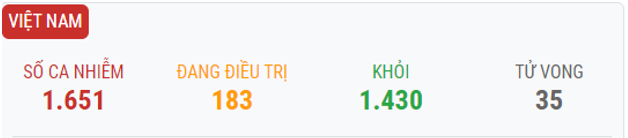 VIỆT NAM
SỐ CA NHIỄM ĐANG ĐIỀU TRỊ KHỎI TỬ VONG
1.651 183 1.430 35